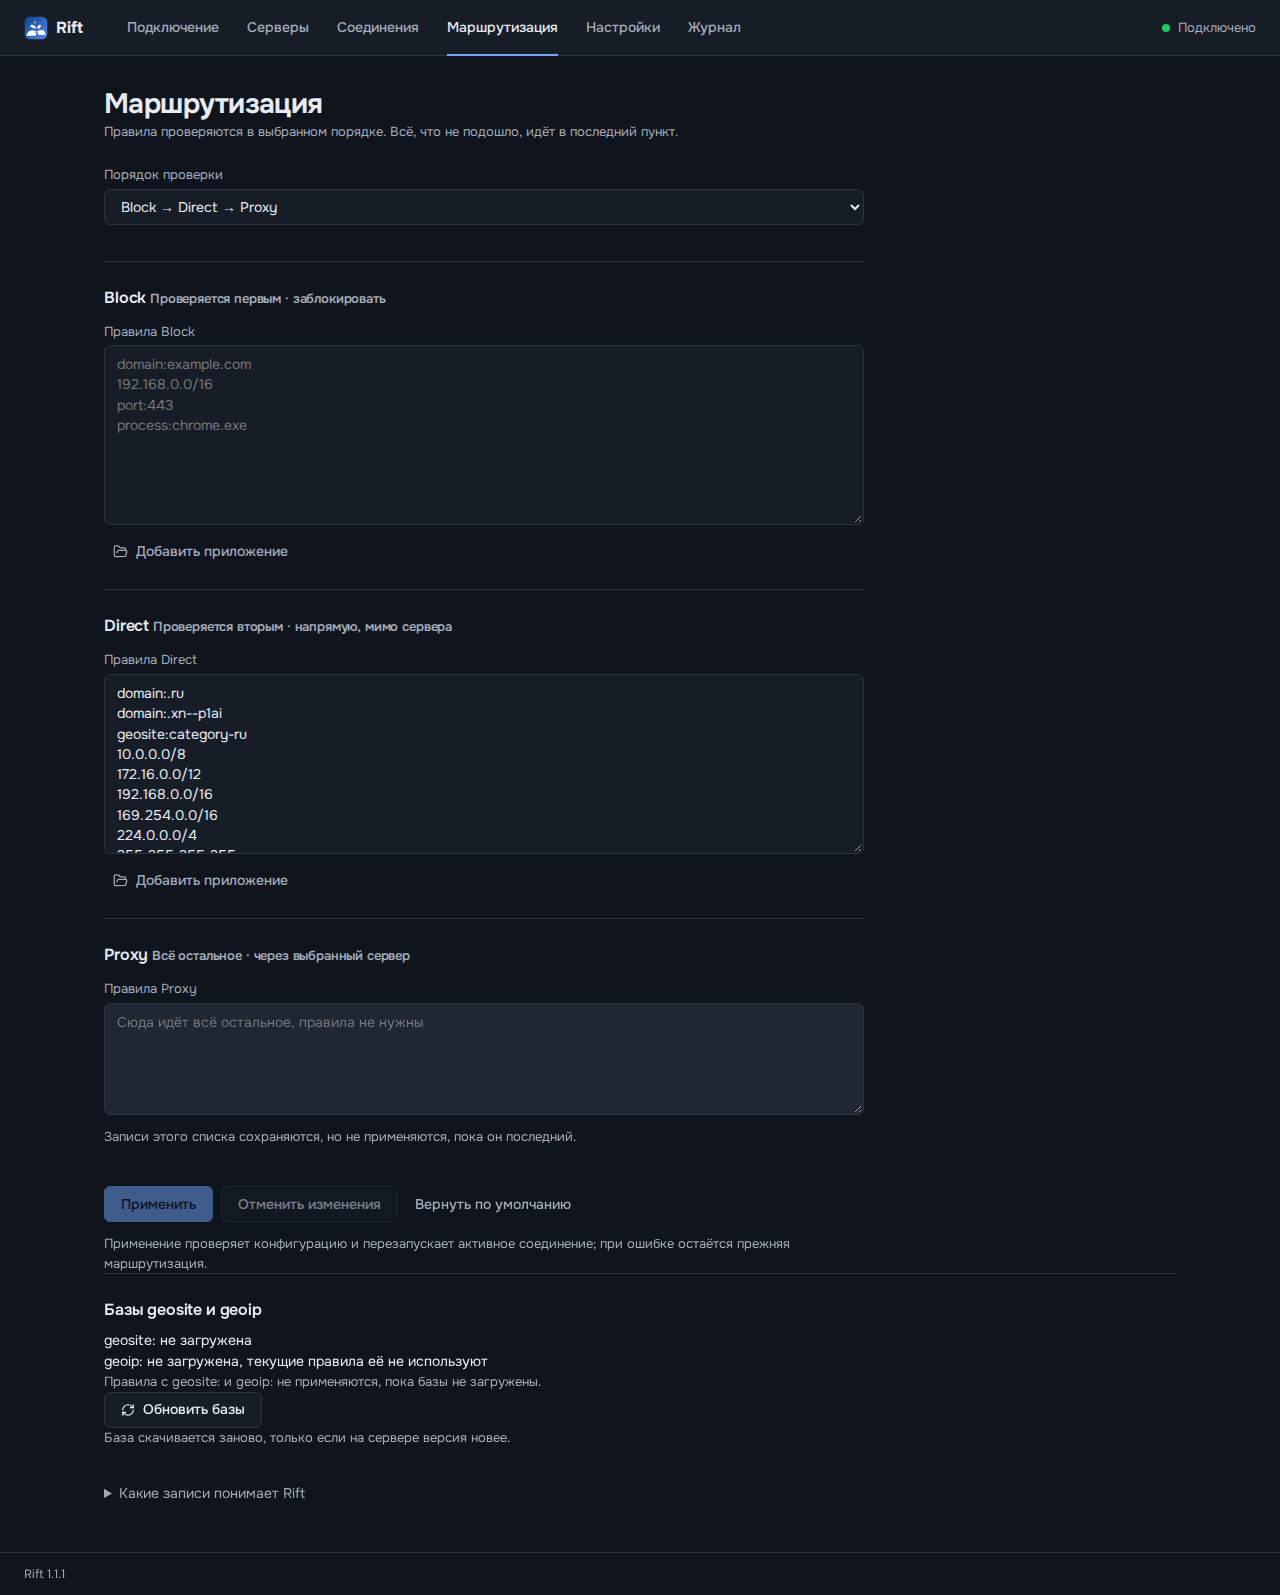 Rift
Подключение
Серверы
Соединения
Маршрутизация
Настройки
Журнал
Подключено
Маршрутизация
Правила проверяются в выбранном порядке. Всё, что не подошло, идёт в последний пункт.
Порядок проверки
Block → Direct → Proxy
Block Проверяется первым · заблокировать
Правила Block
domain:example.com
192.168.0.0/16
port:443
process:chrome.exe
Добавить приложение
Direct Проверяется вторым · напрямую, мимо сервера
Правила Direct
domain:.ru
domain:.xn--p1ai
geosite:category-ru
10.0.0.0/8
172.16.0.0/12
192.168.0.0/16
169.254.0.0/16
224.0.0.0/4
Добавить приложение
Proxy Всё остальное · через выбранный сервер
Правила Proxy
Сюда идёт всё остальное, правила не нужны
Записи этого списка сохраняются, но не применяются, пока он последний.
Применить
Отменить изменения
Вернуть по умолчанию
Применение проверяет конфигурацию и перезапускает активное соединение; при ошибке остаётся прежняя
маршрутизация.
Базы geosite и geoip
geosite: не загружена
geoip: не загружена, текущие правила её не используют
Правила с geosite: и geoip: не применяются, пока базы не загружены.
Обновить базы
База скачивается заново, только если на сервере версия новее.
Какие записи понимает Rift
Rift 1.1.1